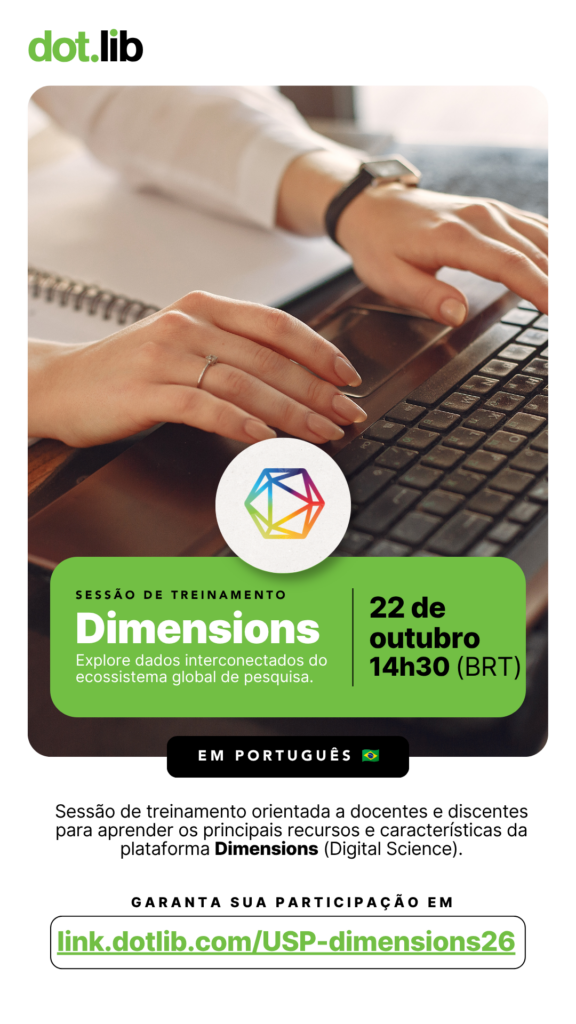 dot.lib
SESSÃO DE TREINAMENTO
Dimensions
Explore dados interconectados do
ecossistema global de pesquisa.
22 de
outubro
14h30 (BRT)
EM PORTUGUÊS
Sessão de treinamento orientada a docentes e discentes
para aprender os principais recursos e características da
plataforma Dimensions (Digital Science).
GARANTA SUA PARTICIPAÇÃO EM
link.dotlib.com/USP-dimensions26